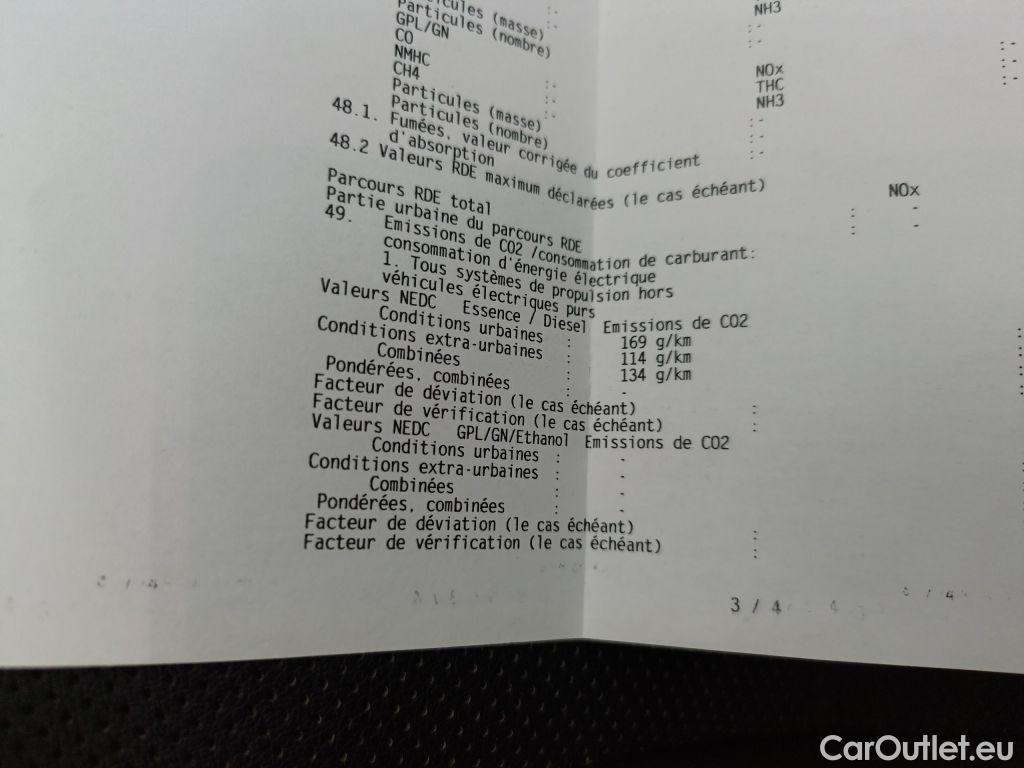 Particules (masse) :-
Particules (nombre) :-
NH3 :-
GPL/GN
CO :- NOx :-
NMHC :- THC :-
CH4 :- NH3 :-
Particules (masse) :-
Particules (nombre) :-
48.1. Fumées, valeur corrigée du coefficient d'absorption :-
48.2 Valeurs RDE maximum déclarées (le cas échéant) NOx
Parcours RDE total : -
Partie urbaine du parcours RDE : -
49. Emissions de CO2 /consommation de carburant:
consommation d'énergie électrique
1. Tous systèmes de propulsion hors
véhicules électriques purs
Valeurs NEDC Essence / Diesel Emissions de CO2
Conditions urbaines : 169 g/km
Conditions extra-urbaines : 114 g/km
Combinées : 134 g/km
Pondérées, combinées : -
Facteur de déviation (le cas échéant) :
Facteur de vérification (le cas échéant) :
Valeurs NEDC GPL/GN/Ethanol Emissions de CO2
Conditions urbaines : -
Conditions extra-urbaines : -
Combinées : -
Pondérées, combinées : -
Facteur de déviation (le cas échéant) :
Facteur de vérification (le cas échéant) :
3 / 4
CarOutlet.eu